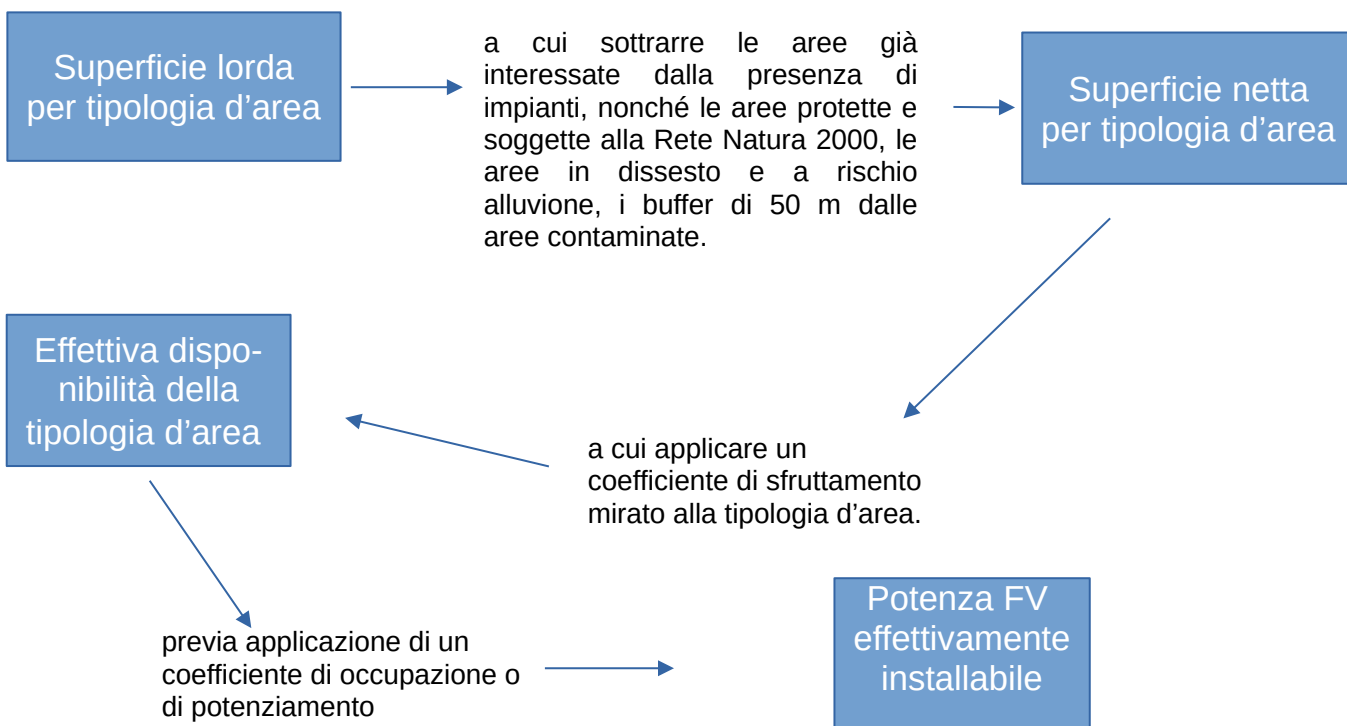 Superficie lorda
per tipologia d’area
a cui sottrarre le aree già
interessate dalla presenza di
impianti, nonché le aree protette e
soggette alla Rete Natura 2000, le
aree in dissesto e a rischio
alluvione, i buffer di 50 m dalle
aree contaminate.
Superficie netta
per tipologia d’area
a cui applicare un
coefficiente di sfruttamento
mirato alla tipologia d’area.
Effettiva dispo-
nibilità della
tipologia d’area
previa applicazione di un
coefficiente di occupazione o
di potenziamento
Potenza FV
effettivamente
installabile